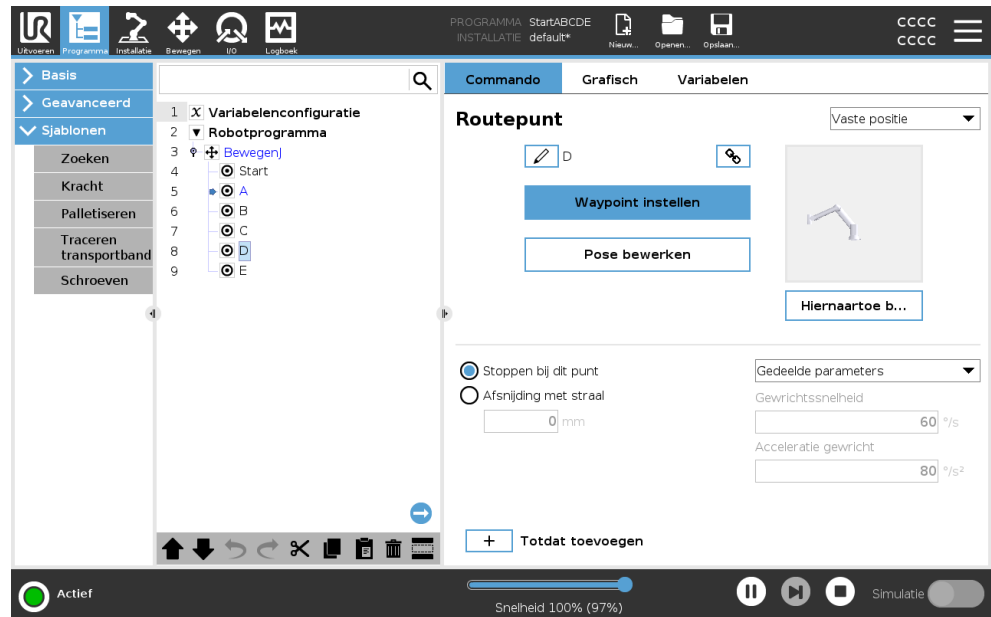 PROGRAMMA StartABCDE
INSTALLATIE default*
Nieuw...
Openen...
Opslaan...
cccc
cccc
Uitvoeren
Programma
Installatie
Bewegen
I/O
Logboek
Basis
Geavanceerd
Sjablonen
Zoeken
Kracht
Palletiseren
Traceren
transportband
Schroeven
1 X Variabelenconfiguratie
2 Robotprogramma
3 BewegenJ
4 Start
5 A
6 B
7 C
8 D
9 E
Commando
Grafisch
Variabelen
Routepunt
Vaste positie
D
Waypoint instellen
Pose bewerken
Hiernaartoe b...
Stoppen bij dit punt
Afsnijding met straal
0 mm
Gedeelde parameters
Gewrichtssnelheid
60 °/s
Acceleratie gewricht
80 °/s²
+ Totdat toevoegen
Actief
Snelheid 100% (97%)
Simulatie